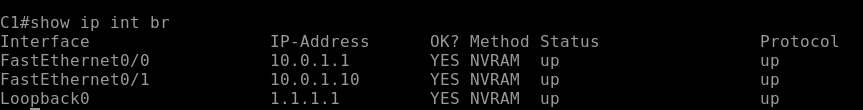 C1#show ip int br
Interface                  IP-Address      OK? Method Status                Protocol
FastEthernet0/0            10.0.1.1        YES NVRAM  up                    up
FastEthernet0/1            10.0.1.10       YES NVRAM  up                    up
Loopback0                  1.1.1.1         YES NVRAM  up                    up